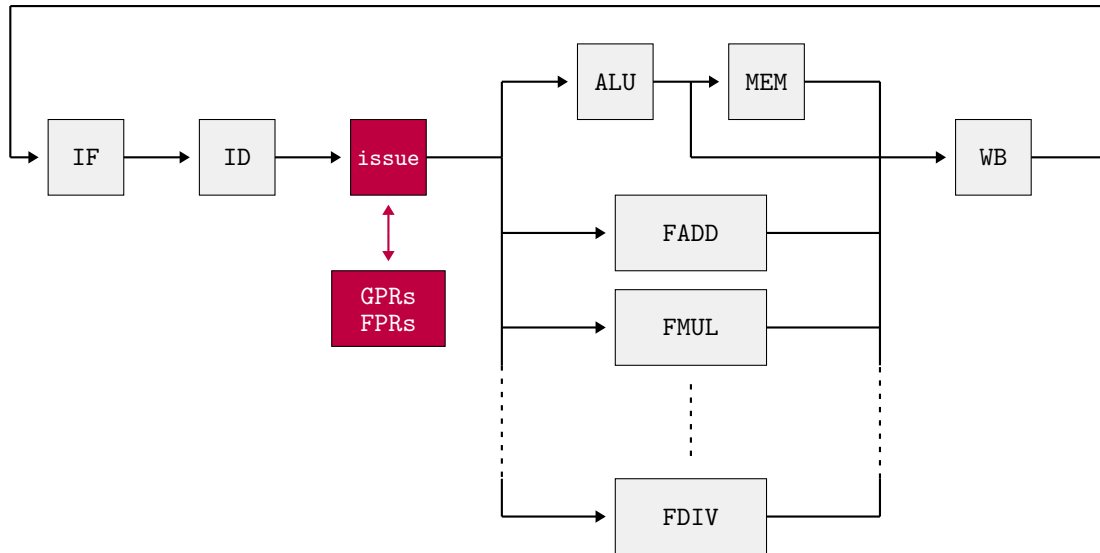 ALU
MEM
IF
ID
issue
WB
GPRs
FPRs
FADD
FMUL
FDIV